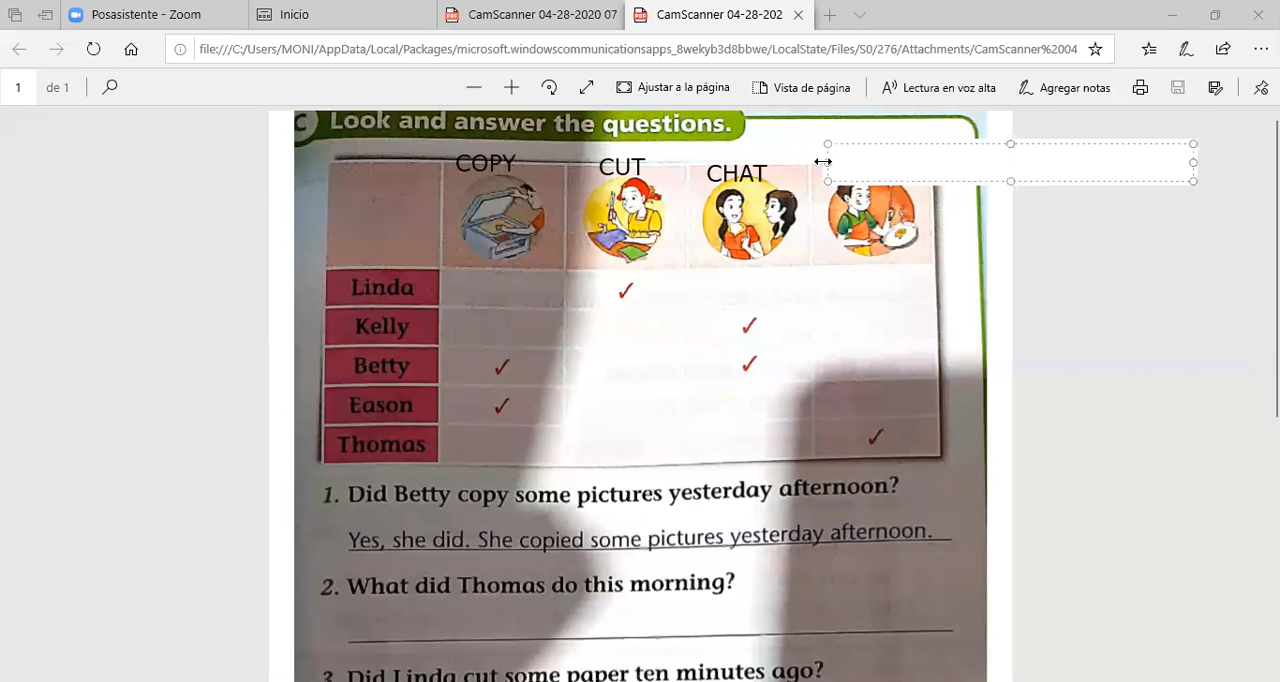 Posasistente - Zoom
Inicio
CamScanner 04-28-2020 07
CamScanner 04-28-202
file:///C:/Users/MONI/AppData/Local/Packages/microsoft.windowscommunicationsapps_8wekyb3d8bbwe/LocalState/Files/S0/276/Attachments/CamScanner%2004
1 de 1
Ajustar a la página
Vista de página
Lectura en voz alta
Agregar notas
C Look and answer the questions.
COPY CUT CHAT
Linda ✓
Kelly ✓
Betty ✓ ✓
Eason ✓
Thomas ✓
1. Did Betty copy some pictures yesterday afternoon?
Yes, she did. She copied some pictures yesterday afternoon.
2. What did Thomas do this morning?
3. Did Linda cut some paper ten minutes ago?